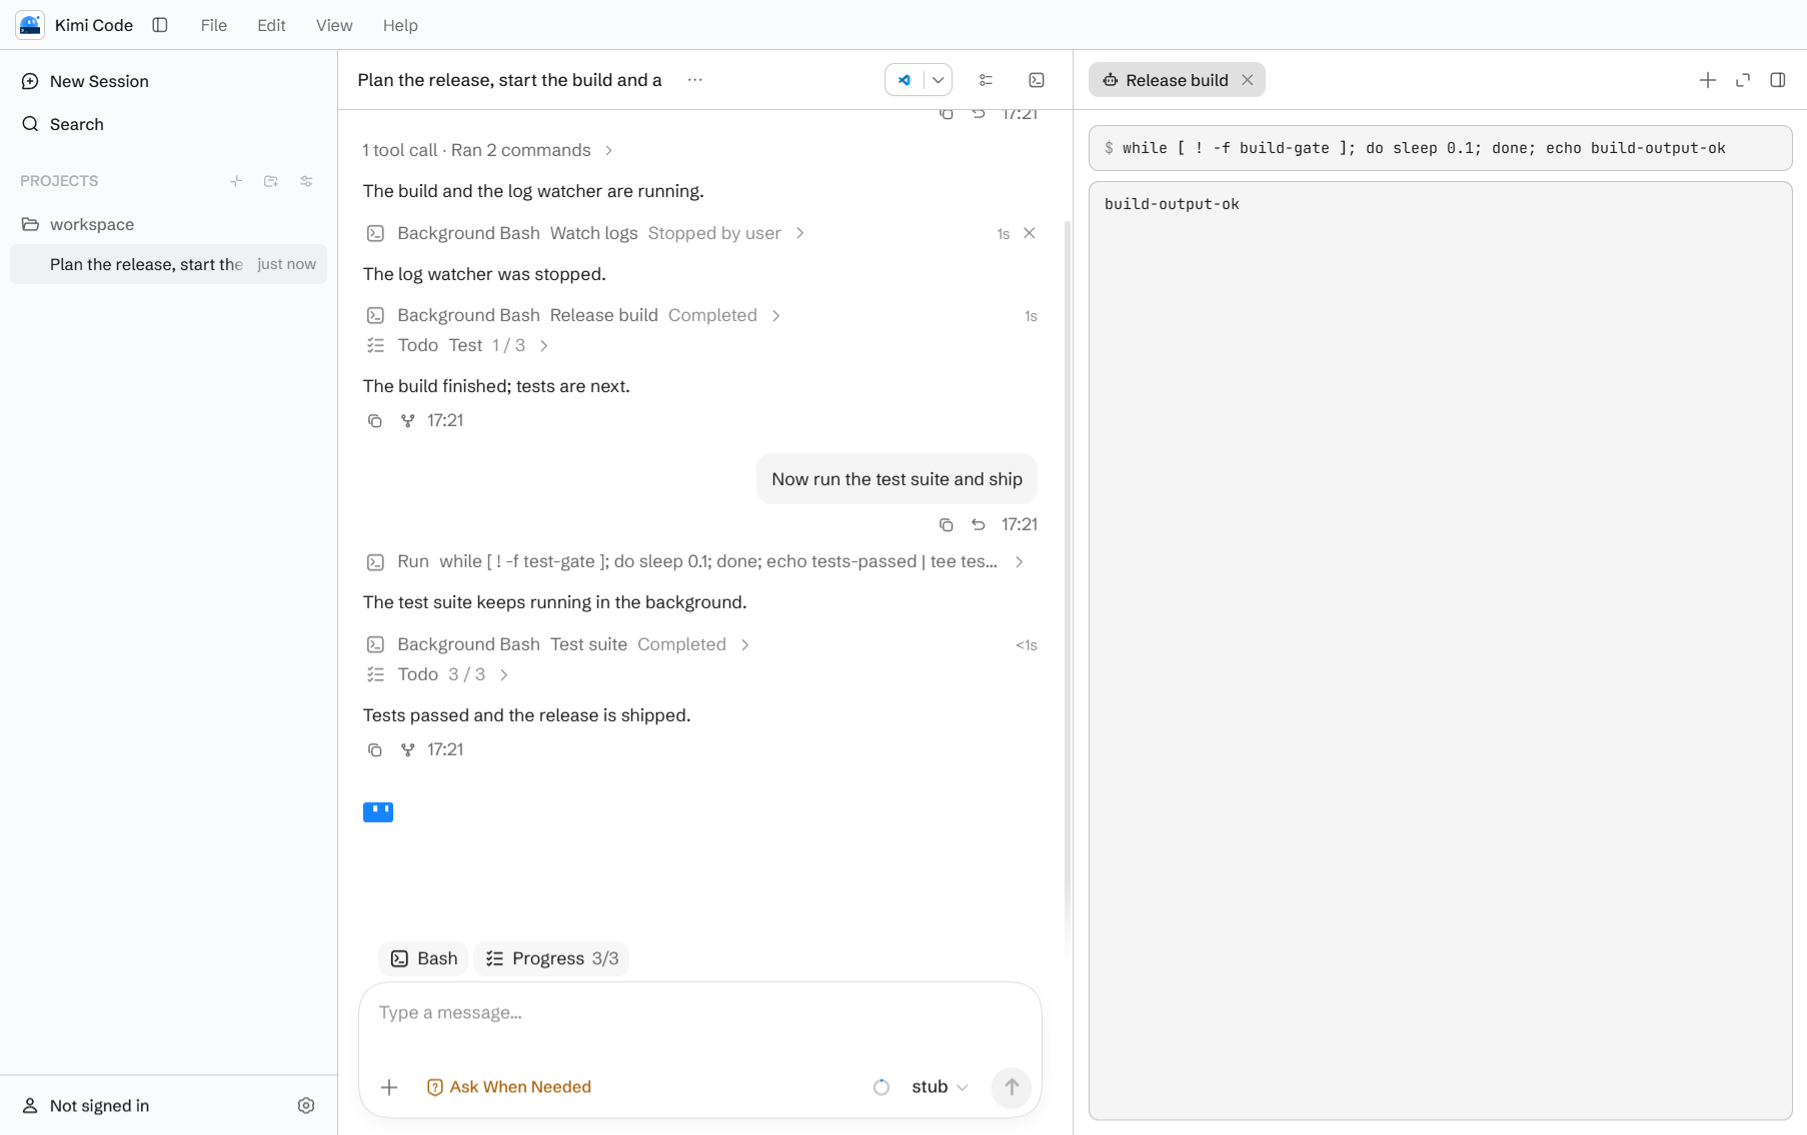 Kimi Code File Edit View Help
New Session
Search
PROJECTS
workspace
Plan the release, start the just now
Not signed in
Plan the release, start the build and a ...
17:21
1 tool call · Ran 2 commands
The build and the log watcher are running.
Background Bash Watch logs Stopped by user 1s
The log watcher was stopped.
Background Bash Release build Completed 1s
Todo Test 1 / 3
The build finished; tests are next.
17:21
Now run the test suite and ship
17:21
Run while [ ! -f test-gate ]; do sleep 0.1; done; echo tests-passed | tee tes...
The test suite keeps running in the background.
Background Bash Test suite Completed <1s
Todo 3 / 3
Tests passed and the release is shipped.
17:21
Bash Progress 3/3
Type a message...
Ask When Needed stub
Release build
$ while [ ! -f build-gate ]; do sleep 0.1; done; echo build-output-ok
build-output-ok